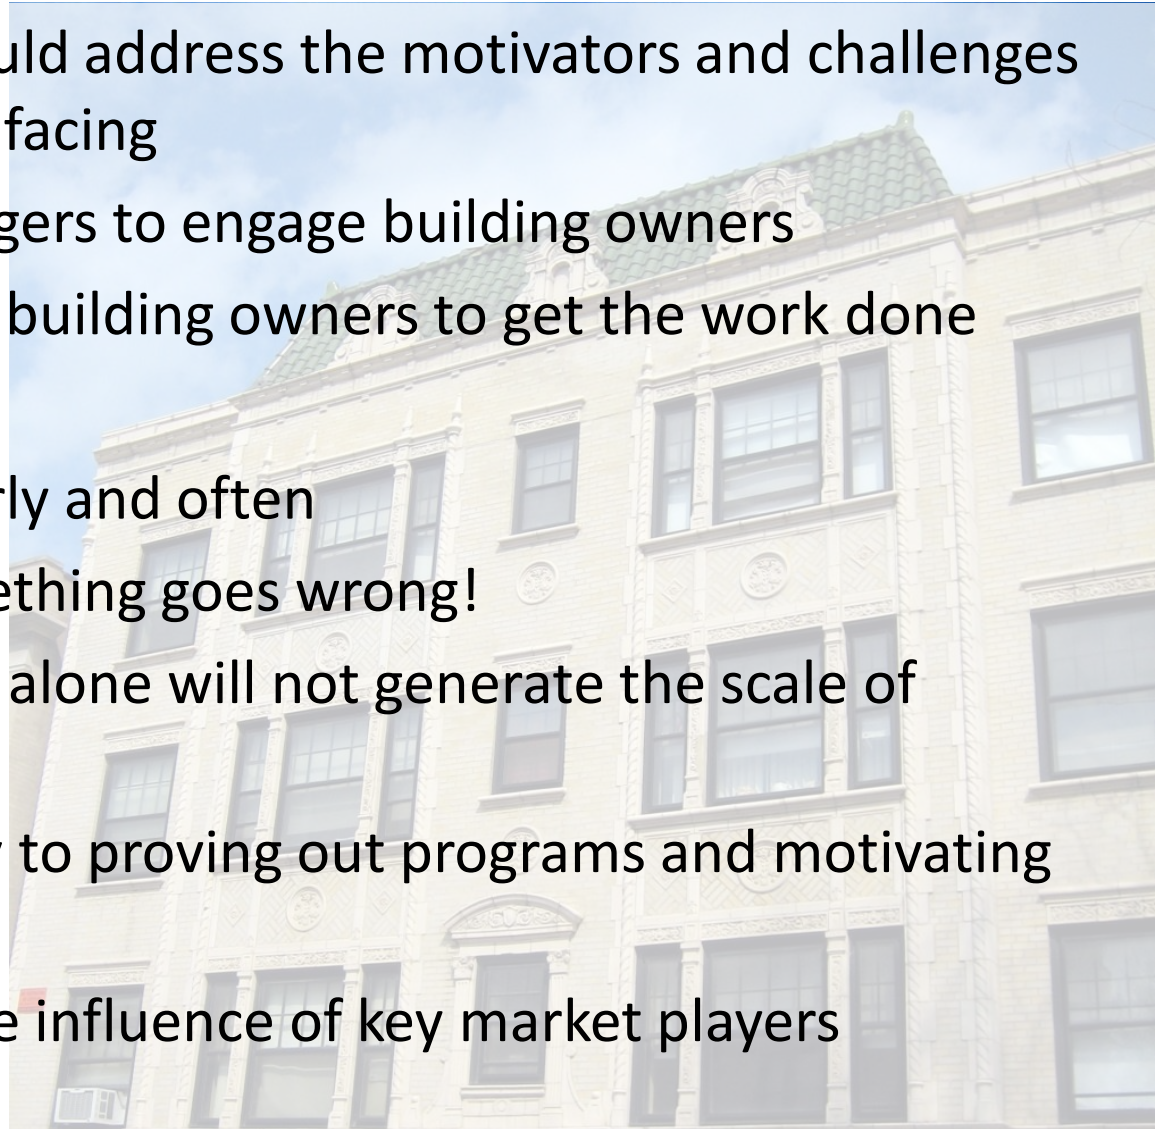 uld address the motivators and challenges
facing
gers to engage building owners
building owners to get the work done
rly and often
ething goes wrong!
alone will not generate the scale of
to proving out programs and motivating
e influence of key market players